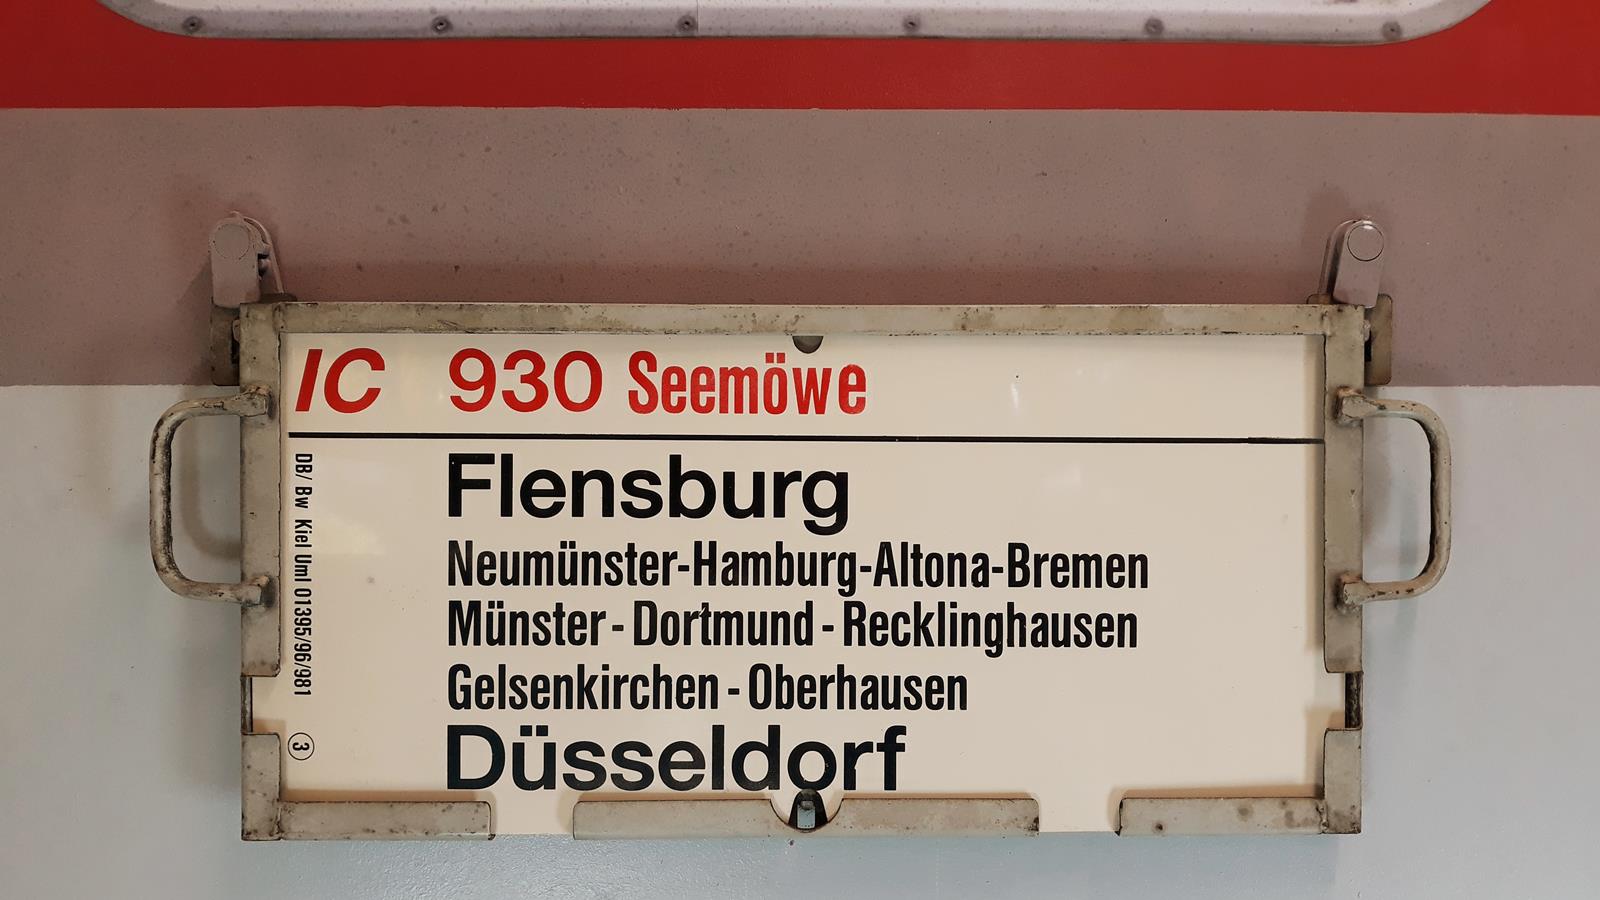 IC 930 Seemöwe
Flensburg
Neumünster-Hamburg-Altona-Bremen
Münster-Dortmund-Recklinghausen
Gelsenkirchen-Oberhausen
Düsseldorf
DB/ Bw Kiel Uml 01395/96/981
3